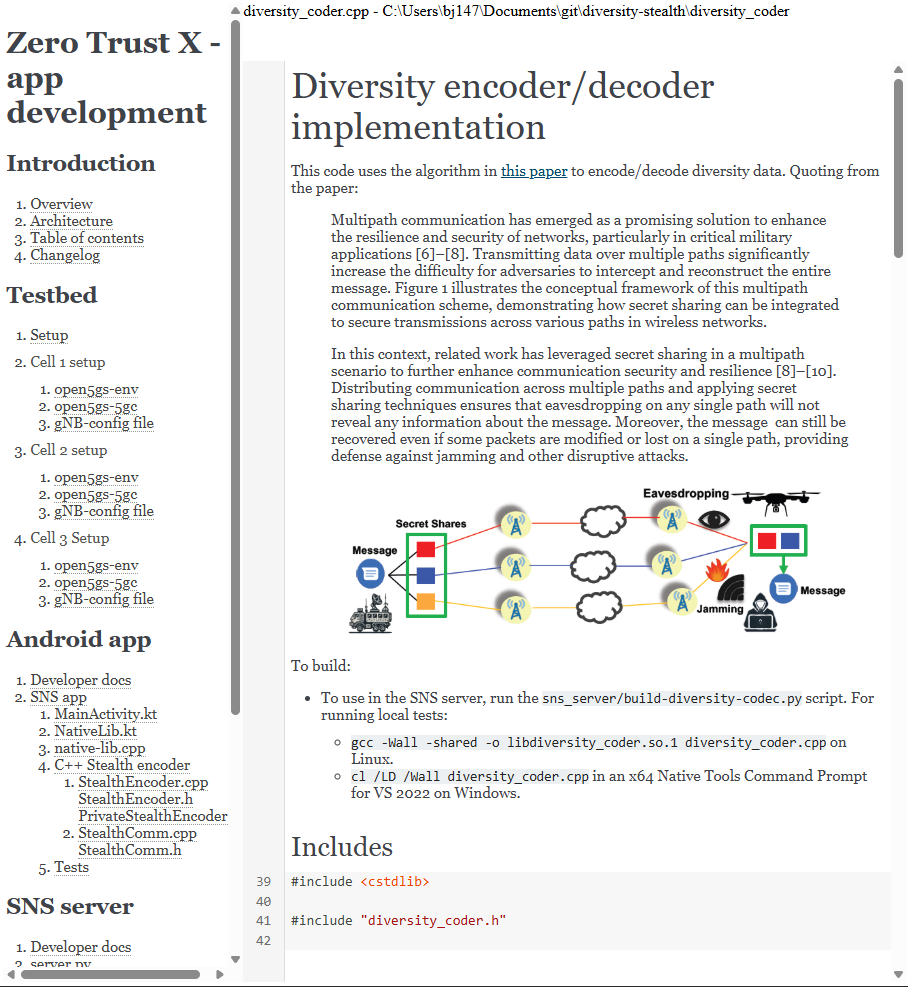 diversity_coder.cpp - C:\Users\bj147\Documents\git\diversity-stealth\diversity_coder
Zero Trust X -
app
development
Introduction
1. Overview
2. Architecture
3. Table of contents
4. Changelog
Testbed
1. Setup
2. Cell 1 setup
1. open5gs-env
2. open5gs-5gc
3. gNB-config file
3. Cell 2 setup
1. open5gs-env
2. open5gs-5gc
3. gNB-config file
4. Cell 3 Setup
1. open5gs-env
2. open5gs-5gc
3. gNB-config file
Android app
1. Developer docs
2. SNS app
1. MainActivity.kt
2. NativeLib.kt
3. native-lib.cpp
4. C++ Stealth encoder
1. StealthEncoder.cpp
StealthEncoder.h
PrivateStealthEncoder
2. StealthComm.cpp
StealthComm.h
5. Tests
SNS server
1. Developer docs
2. server.py
Diversity encoder/decoder
implementation
This code uses the algorithm in this paper to encode/decode diversity data. Quoting from
the paper:
Multipath communication has emerged as a promising solution to enhance
the resilience and security of networks, particularly in critical military
applications [6]–[8]. Transmitting data over multiple paths significantly
increase the difficulty for adversaries to intercept and reconstruct the entire
message. Figure 1 illustrates the conceptual framework of this multipath
communication scheme, demonstrating how secret sharing can be integrated
to secure transmissions across various paths in wireless networks.
In this context, related work has leveraged secret sharing in a multipath
scenario to further enhance communication security and resilience [8]–[10].
Distributing communication across multiple paths and applying secret
sharing techniques ensures that eavesdropping on any single path will not
reveal any information about the message. Moreover, the message can still be
recovered even if some packets are modified or lost on a single path, providing
defense against jamming and other disruptive attacks.
Eavesdropping
Secret Shares
Message
Message
Jamming
To build:
• To use in the SNS server, run the sns_server/build-diversity-codec.py script. For
running local tests:
◦ gcc -Wall -shared -o libdiversity_coder.so.1 diversity_coder.cpp on
Linux.
◦ cl /LD /Wall diversity_coder.cpp in an x64 Native Tools Command Prompt
for VS 2022 on Windows.
Includes
39 #include <cstdlib>
40
41 #include "diversity_coder.h"
42